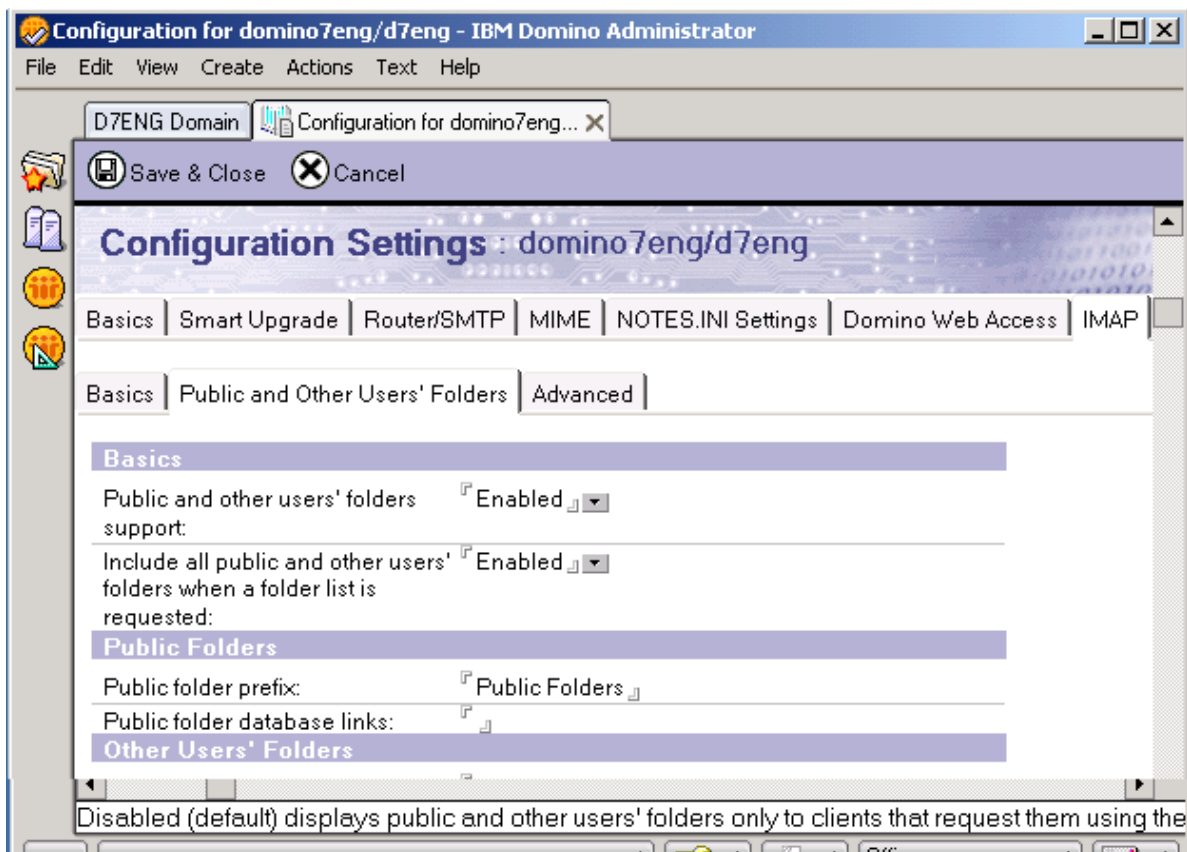 Configuration for domino7eng/d7eng - IBM Domino Administrator
File Edit View Create Actions Text Help
D7ENG Domain Configuration for domino7eng...
Save & Close Cancel
Configuration Settings : domino7eng/d7eng
Basics Smart Upgrade Router/SMTP MIME NOTES.INI Settings Domino Web Access IMAP
Basics Public and Other Users' Folders Advanced
Basics
Public and other users' folders Enabled
support:
Include all public and other users' Enabled
folders when a folder list is
requested:
Public Folders
Public folder prefix: Public Folders
Public folder database links:
Other Users' Folders
Disabled (default) displays public and other users' folders only to clients that request them using the